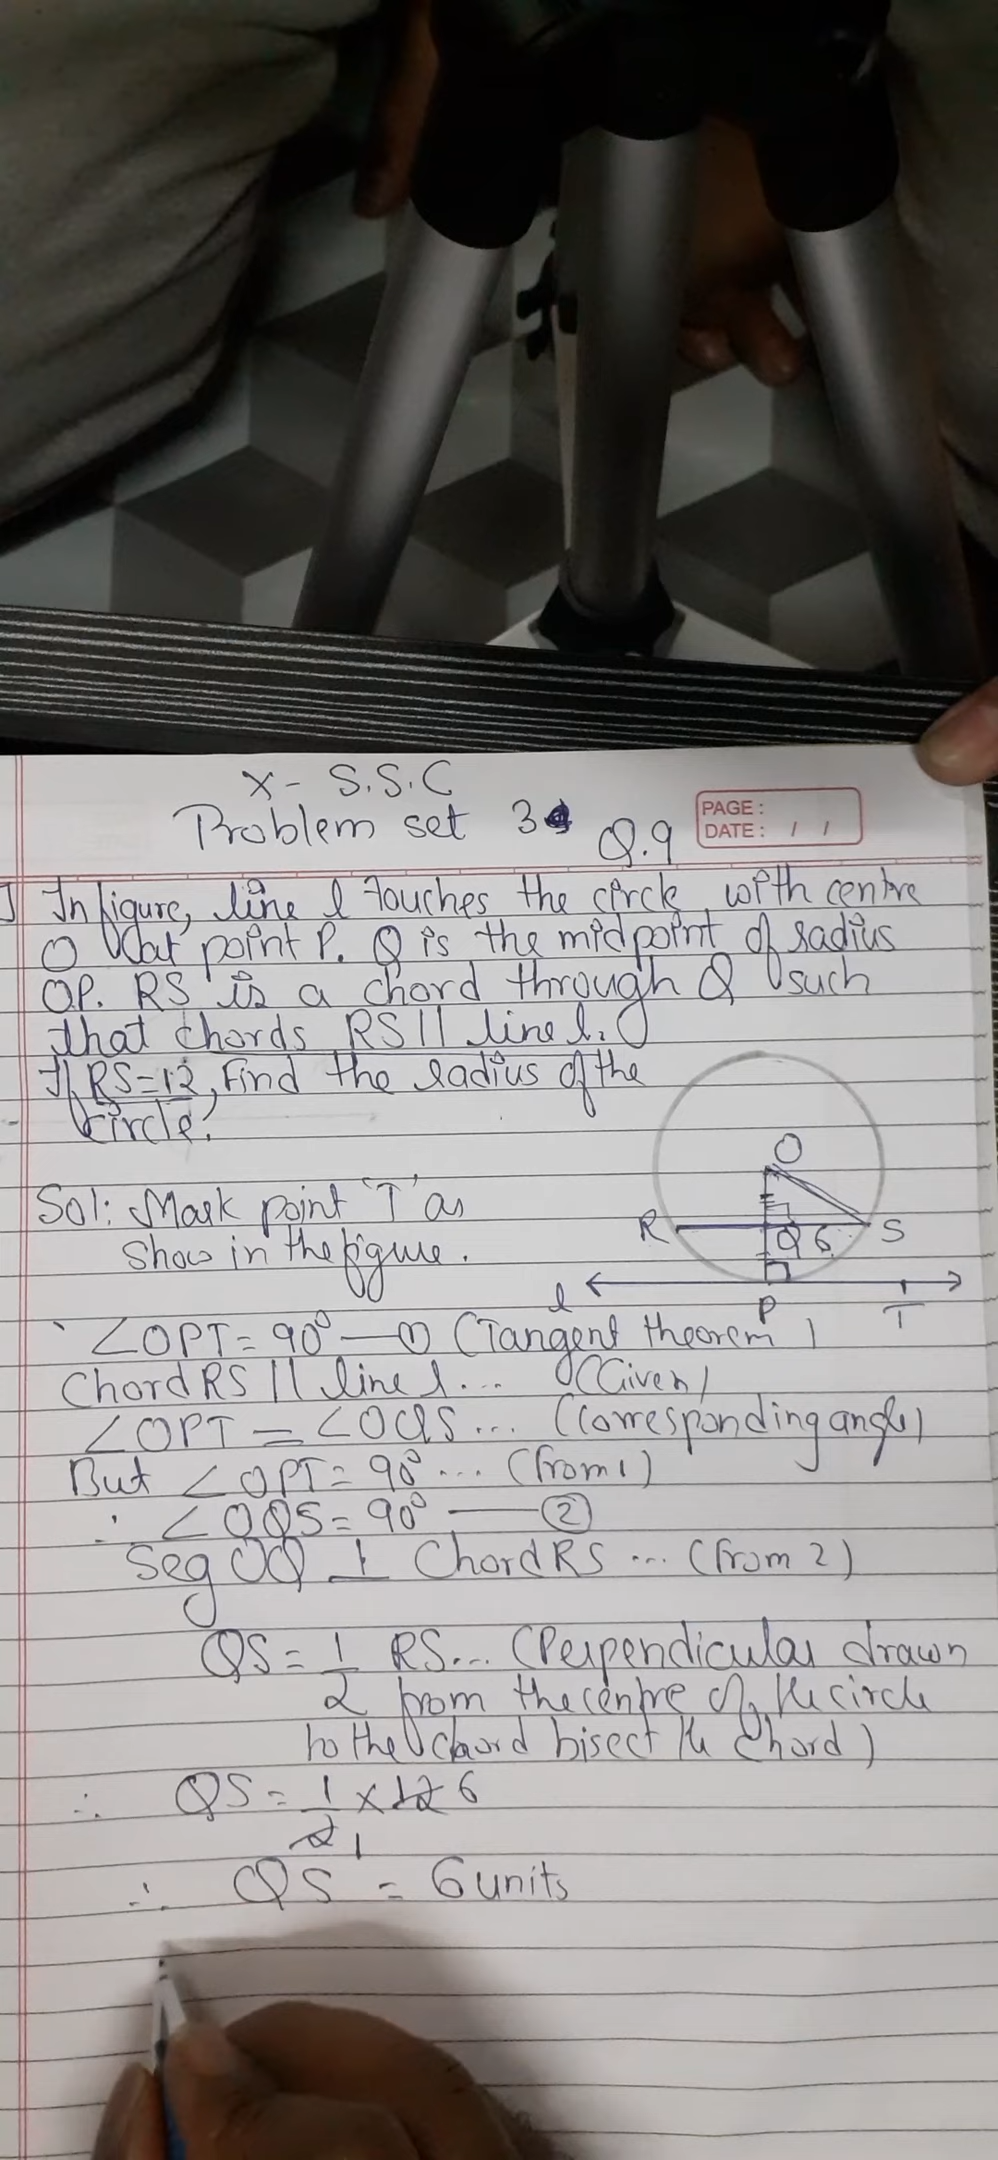 X- S.S.C
Problem set 3
Q.9
PAGE :
DATE : / /
In figure, line l touches the circle with centre
O at point P. Q is the midpoint of radius
OP. RS is a chord through Q such
that chords RS || line l.
If RS=12, Find the radius of the
circle.
O
R
Q 6
S
l
P
T
Sol: Mark point 'T' as
show in the figure.
∠OPT = 90° — ① (Tangent theorem)
Chord RS || line l ... (Given)
∠OPT = ∠OQS ... (Corresponding angle)
But ∠OPT = 90° ... (from 1)
∴ ∠OQS = 90° — ②
Seg OQ ⊥ Chord RS ... (from 2)
QS = 1/2 RS... (Perpendicular drawn
from the centre of the circle
to the chord bisect the chord)
∴ QS = 1/2 1 × 12 6
∴ QS = 6 units